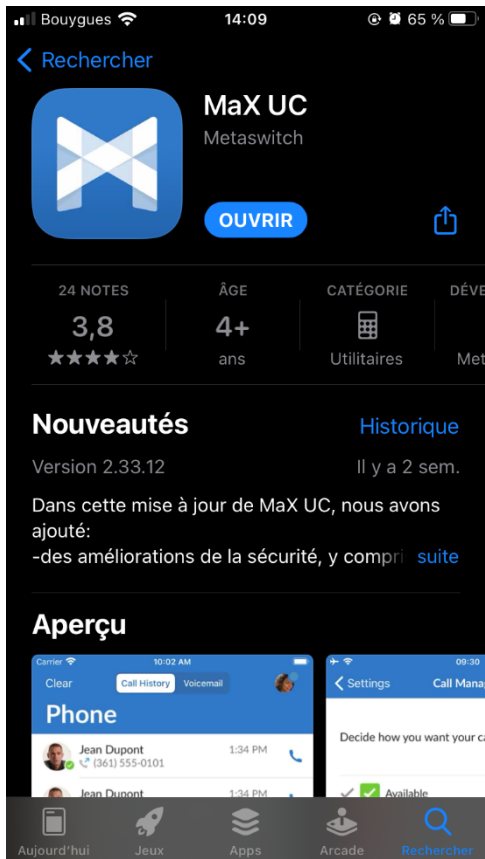 Bouygues 14:09 65 %
Rechercher
MaX UC
Metaswitch
OUVRIR
24 NOTES ÂGE CATÉGORIE DÉVE
3,8 4+
ans Utilitaires Met
Nouveautés Historique
Version 2.33.12 Il y a 2 sem.
Dans cette mise à jour de MaX UC, nous avons
ajouté:
-des améliorations de la sécurité, y compri suite
Aperçu
Carrier 10:02 AM 09:30
Clear Call History Voicemail Settings Call Mana
Phone
Decide how you want your ca
Jean Dupont 1:34 PM
(361) 555-0101
Jean Dupont 1:34 PM Available
Aujourd'hui Jeux Apps Arcade Rechercher